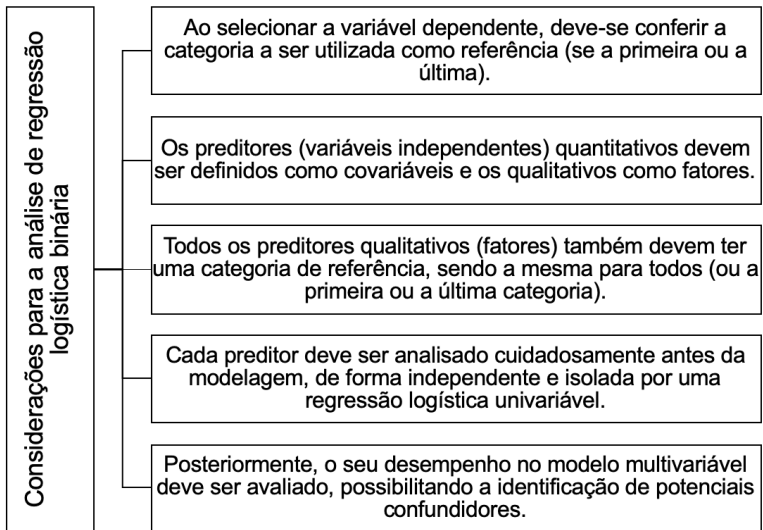 Considerações para a análise de regressão
logística binária
Ao selecionar a variável dependente, deve-se conferir a
categoria a ser utilizada como referência (se a primeira ou a
última).
Os preditores (variáveis independentes) quantitativos devem
ser definidos como covariáveis e os qualitativos como fatores.
Todos os preditores qualitativos (fatores) também devem ter
uma categoria de referência, sendo a mesma para todos (ou a
primeira ou a última categoria).
Cada preditor deve ser analisado cuidadosamente antes da
modelagem, de forma independente e isolada por uma
regressão logística univariável.
Posteriormente, o seu desempenho no modelo multivariável
deve ser avaliado, possibilitando a identificação de potenciais
confundidores.